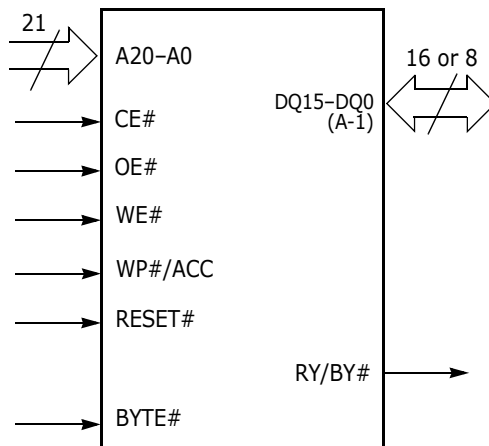 21
A20–A0
16 or 8
DQ15–DQ0
(A-1)
CE#
OE#
WE#
WP#/ACC
RESET#
RY/BY#
BYTE#